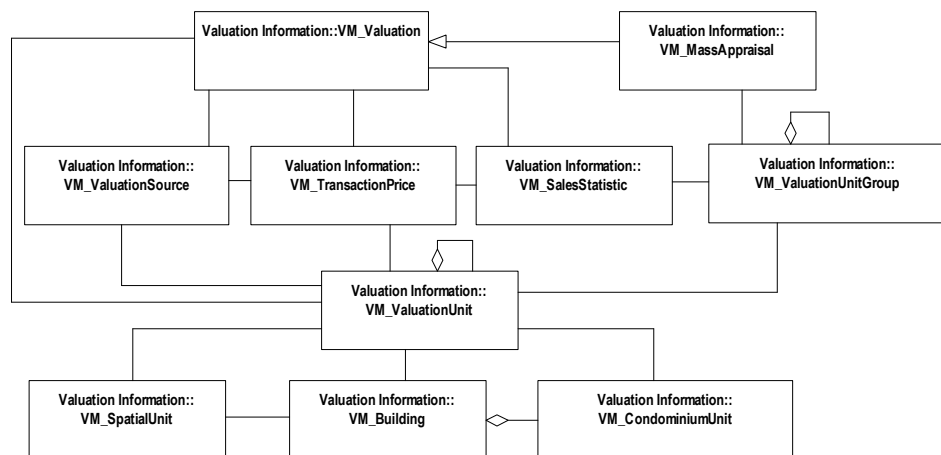 Valuation Information::VM_Valuation
Valuation Information::
VM_MassAppraisal
Valuation Information::
VM_ValuationSource
Valuation Information::
VM_TransactionPrice
Valuation Information::
VM_SalesStatistic
Valuation Information::
VM_ValuationUnitGroup
Valuation Information::
VM_ValuationUnit
Valuation Information::
VM_SpatialUnit
Valuation Information::
VM_Building
Valuation Information::
VM_CondominiumUnit